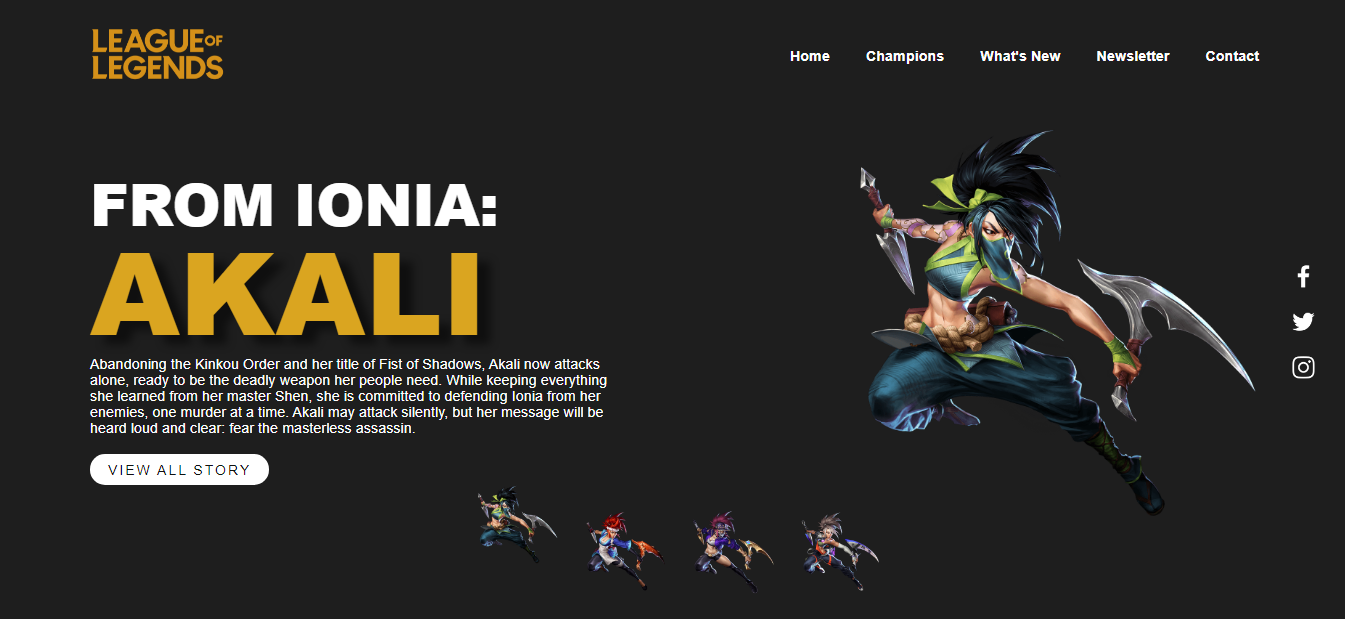 LEAGUE OF
LEGENDS
Home
Champions
What's New
Newsletter
Contact
FROM IONIA:
AKALI
Abandoning the Kinkou Order and her title of Fist of Shadows, Akali now attacks
alone, ready to be the deadly weapon her people need. While keeping everything
she learned from her master Shen, she is committed to defending Ionia from her
enemies, one murder at a time. Akali may attack silently, but her message will be
heard loud and clear: fear the masterless assassin.
VIEW ALL STORY